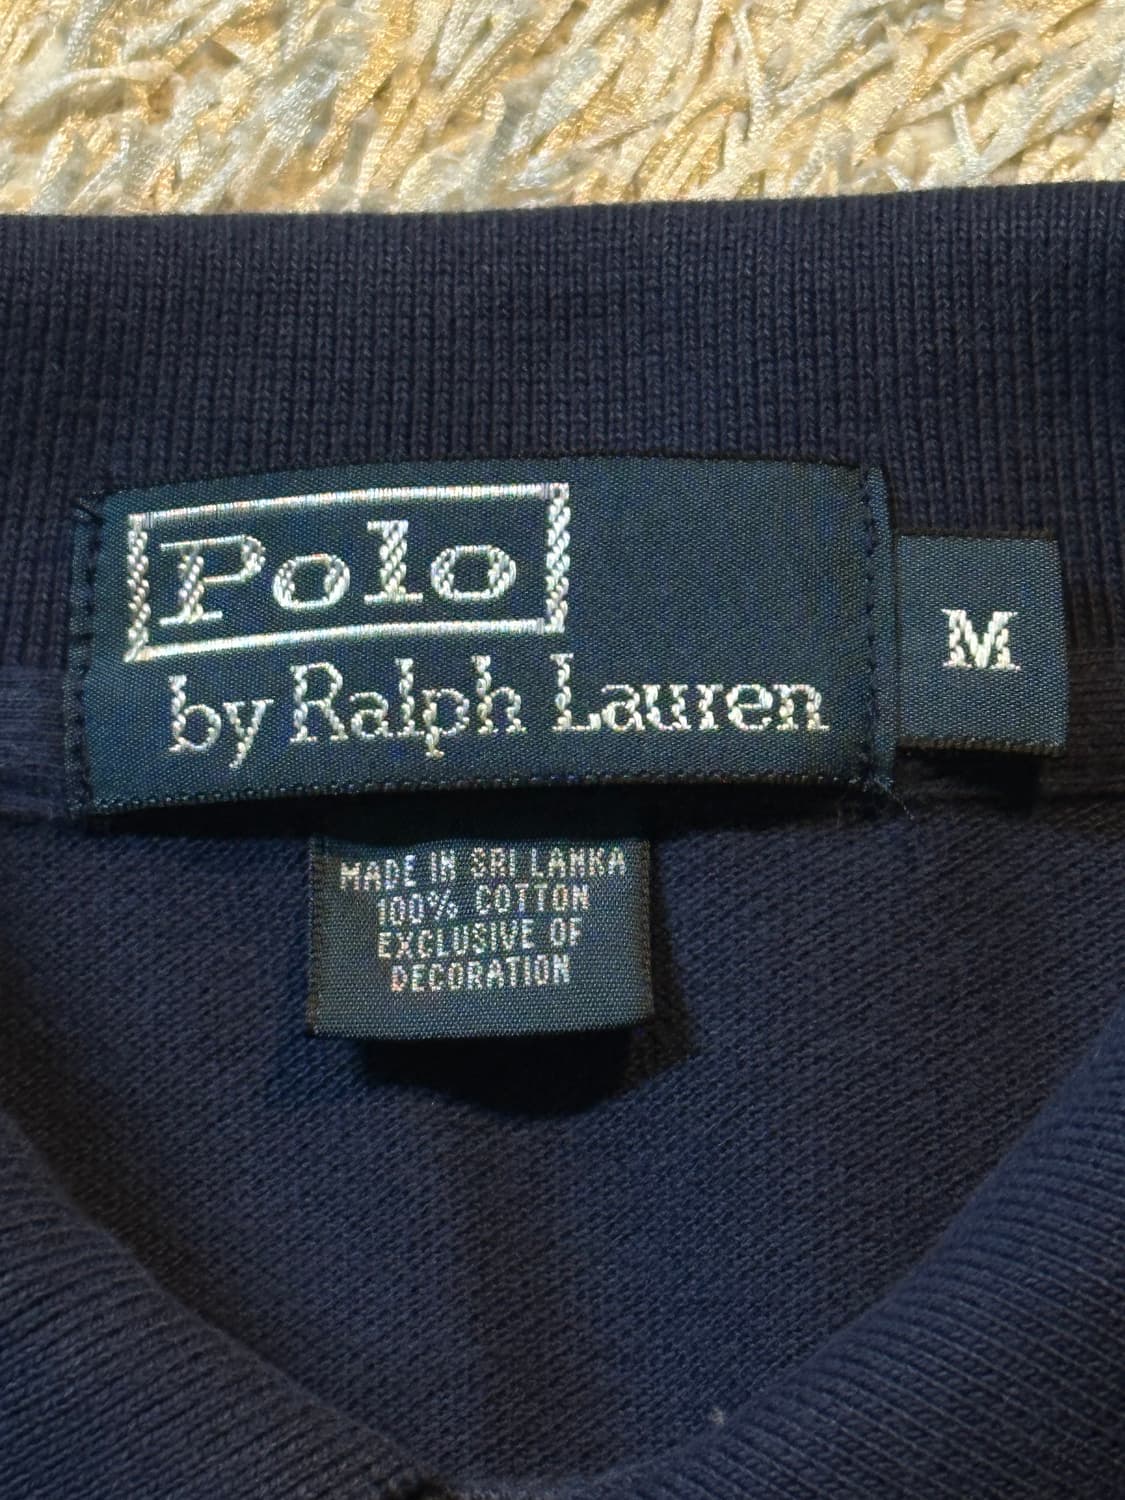 Polo
by Ralph Lauren
M
MADE IN SRI LANKA
100% COTTON
EXCLUSIVE OF
DECORATION